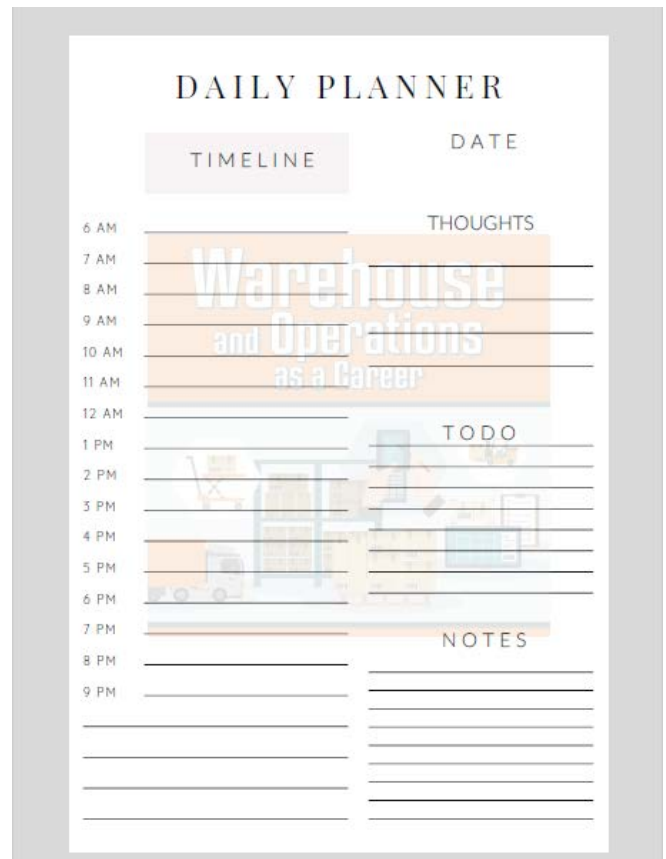 DAILY PLANNER
TIMELINE
DATE
6 AM
7 AM
8 AM
9 AM
10 AM
11 AM
12 AM
1 PM
2 PM
3 PM
4 PM
5 PM
6 PM
7 PM
8 PM
9 PM
THOUGHTS
TODO
NOTES
Warehouse
and Operations
as a Career